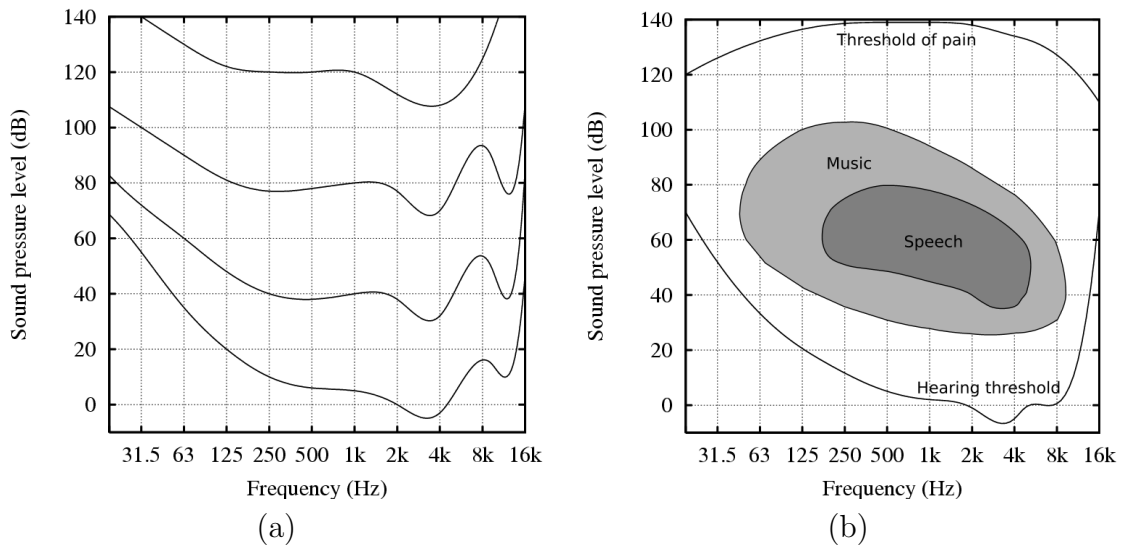 140
120
100
80
60
40
20
0
Sound pressure level (dB)
31.5 63 125 250 500 1k 2k 4k 8k 16k
Frequency (Hz)
(a)
140
120
100
80
60
40
20
0
Sound pressure level (dB)
Threshold of pain
Music
Speech
Hearing threshold
31.5 63 125 250 500 1k 2k 4k 8k 16k
Frequency (Hz)
(b)